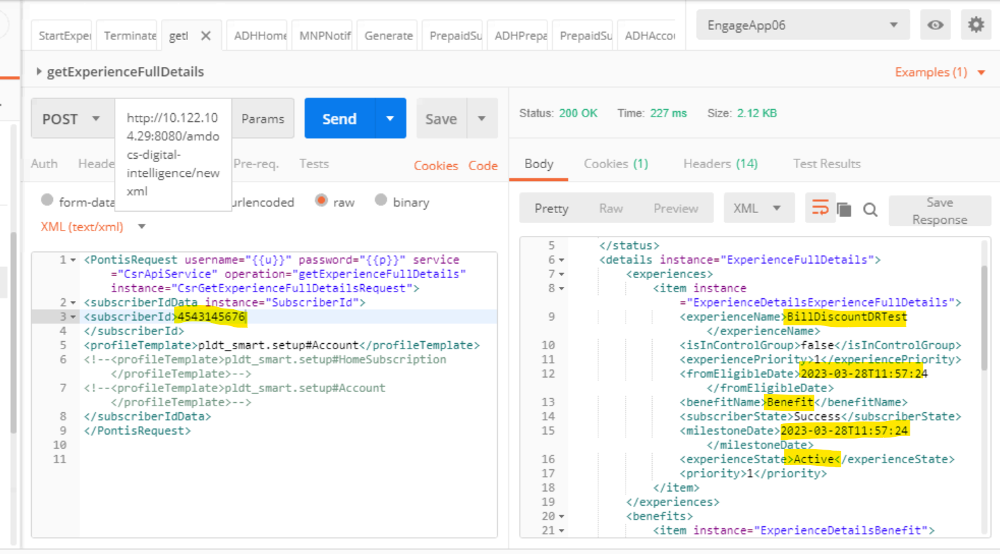 StartExper
Terminate
getI
ADHHome
MNPNotif
Generate
PrepaidSu
ADHPrepa
PrepaidSu
ADHAccou
EngageApp06
getExperienceFullDetails
Examples (1)
POST
http://10.122.10
4.29:8080/amdo
cs-digital-
intelligence/new
xml
Params
Send
Save
Status: 200 OK Time: 227 ms Size: 2.12 KB
Auth
Heade
Pre-req.
Tests
Cookies Code
form-data
urlencoded
raw
binary
XML (text/xml)
1 <PontisRequest username="{{u}}" password="{{p}}" service
="CsrApiService" operation="getExperienceFullDetails"
instance="CsrGetExperienceFullDetailsRequest">
2 <subscriberIdData instance="SubscriberId">
3 <subscriberId>4543145676
4 </subscriberId>
5 <profileTemplate>pldt_smart.setup#Account</profileTemplate>
6 <!--<profileTemplate>pldt_smart.setup#HomeSubscription
</profileTemplate>-->
7 <!--<profileTemplate>pldt_smart.setup#Account
</profileTemplate>-->
8 </subscriberIdData>
9 </PontisRequest>
10
11
Body
Cookies (1)
Headers (14)
Test Results
Pretty
Raw
Preview
XML
Save
Response
5 </status>
6 <details instance="ExperienceFullDetails">
7 <experiences>
8 <item instance
="ExperienceDetailsExperienceFullDetails">
9 <experienceName>BillDiscountDRTest
</experienceName>
10 <isInControlGroup>false</isInControlGroup>
11 <experiencePriority>1</experiencePriority>
12 <fromEligibleDate>2023-03-28T11:57:24
</fromEligibleDate>
13 <benefitName>Benefit</benefitName>
14 <subscriberState>Success</subscriberState>
15 <milestoneDate>2023-03-28T11:57:24
</milestoneDate>
16 <experienceState>Active</experienceState>
17 <priority>1</priority>
18 </item>
19 </experiences>
20 <benefits>
21 <item instance="ExperienceDetailsBenefit">